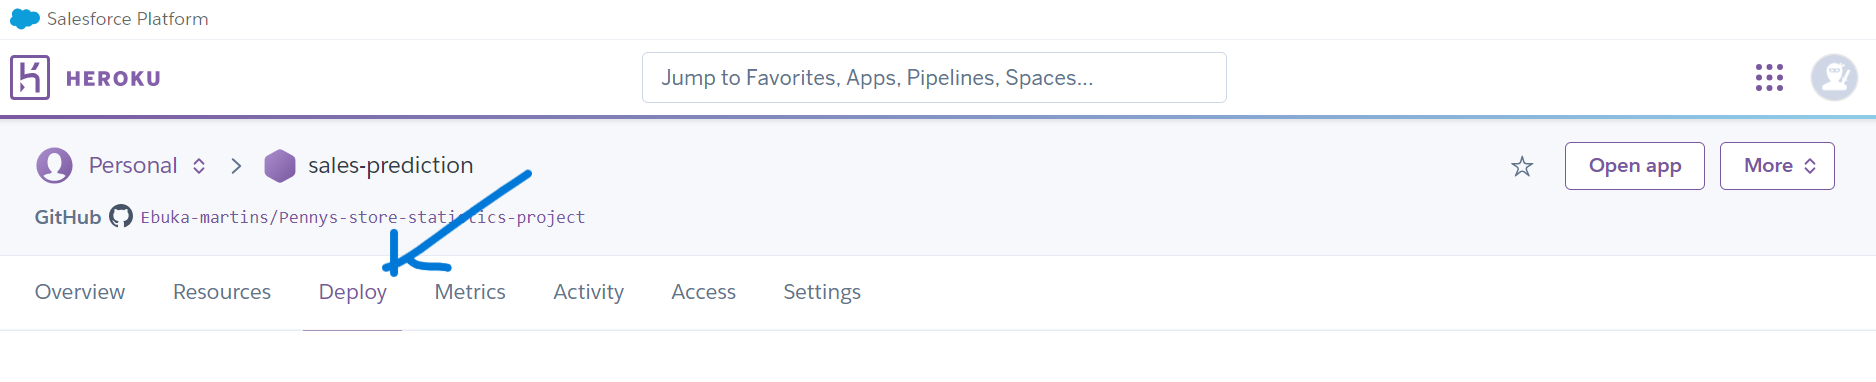 Salesforce Platform
HEROKU
Jump to Favorites, Apps, Pipelines, Spaces...
Personal sales-prediction Open app More
GitHub Ebuka-martins/Pennys-store-statistics-project
Overview Resources Deploy Metrics Activity Access Settings